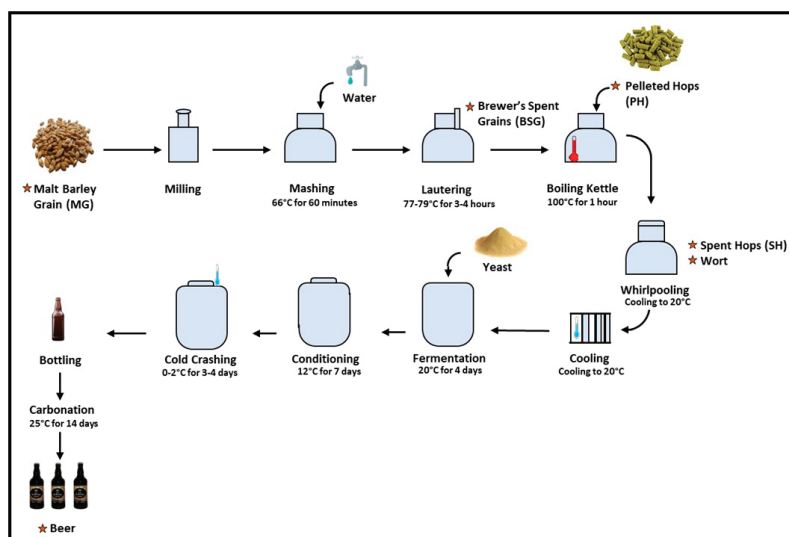 Pelleted Hops
(PH)
Water
Brewer's Spent
Grains (BSG)
Malt Barley
Grain (MG)
Milling
Mashing
66°C for 60 minutes
Lautering
77-79°C for 3-4 hours
Boiling Kettle
100°C for 1 hour
Spent Hops (SH)
Wort
Whirlpooling
Cooling to 20°C
Yeast
Bottling
Cold Crashing
0-2°C for 3-4 days
Conditioning
12°C for 7 days
Fermentation
20°C for 4 days
Cooling
Cooling to 20°C
Carbonation
25°C for 14 days
Beer